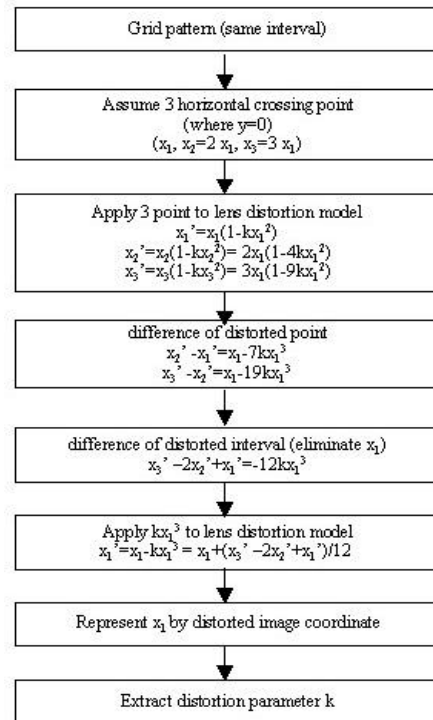 Grid pattern (same interval)
Assume 3 horizontal crossing point
(where y=0)
(x₁, x₂=2 x₁, x₃=3 x₁)
Apply 3 point to lens distortion model
x₁’=x₁(1-kx₁²)
x₂’=x₂(1-kx₂²)= 2x₁(1-4kx₁²)
x₃’=x₃(1-kx₃²)= 3x₁(1-9kx₁²)
difference of distorted point
x₂’ -x₁’=x₁-7kx₁³
x₃’ -x₂’=x₁-19kx₁³
difference of distorted interval (eliminate x₁)
x₃’ –2x₂’+x₁’=-12kx₁³
Apply kx₁³ to lens distortion model
x₁’=x₁-kx₁³ = x₁+(x₃’ –2x₂’+x₁’)/12
Represent x₁ by distorted image coordinate
Extract distortion parameter k